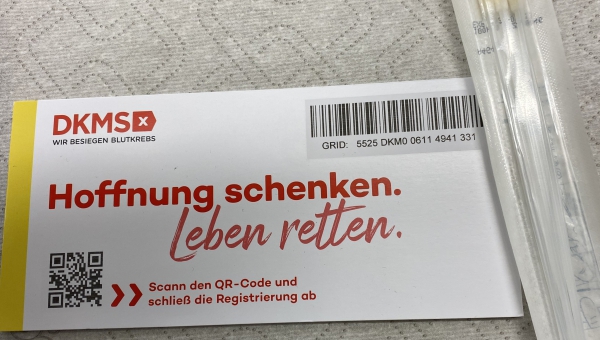 DKMS x
WIR BESIEGEN BLUTKREBS
GRID: 5525 DKM0 0611 4941 331
Hoffnung schenken.
Leben retten.
Scann den QR-Code und
schließ die Registrierung ab